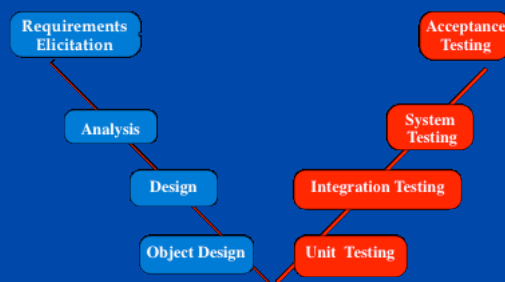 Requirements
Elicitation
Acceptance
Testing
Analysis
System
Testing
Design
Integration Testing
Object Design
Unit Testing